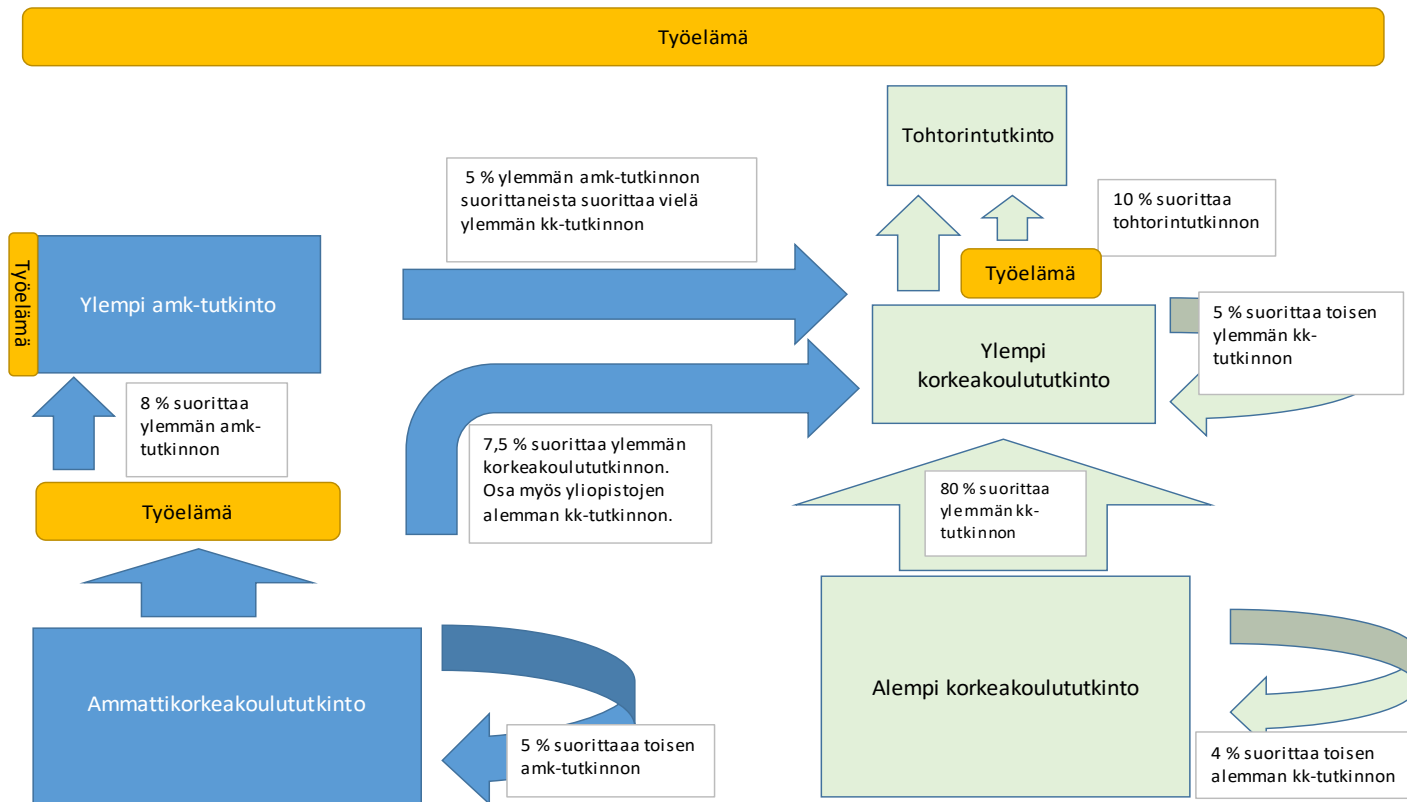 Työelämä
Tohtorintutkinto
5 % ylemmän amk-tutkinnon
suorittaneista suorittaa vielä
ylemmän kk-tutkinnon
10 % suorittaa
tohtorintutkinnon
Työelämä
Ylempi amk-tutkinto
Työelämä
5 % suorittaa toisen
ylemmän kk-
tutkinnon
Ylempi
korkeakoulututkinto
8 % suorittaa
ylemmän amk-
tutkinnon
7,5 % suorittaa ylemmän
korkeakoulututkinnon.
Osa myös yliopistojen
alemman kk-tutkinnon.
80 % suorittaa
ylemmän kk-
tutkinnon
Työelämä
Ammattikorkeakoulututkinto
Alempi korkeakoulututkinto
5 % suorittaaa toisen
amk-tutkinnon
4 % suorittaa toisen
alemman kk-tutkinnon